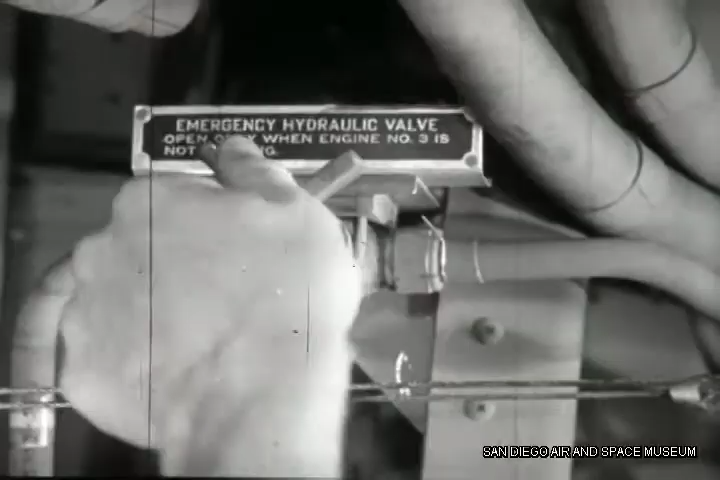 EMERGENCY HYDRAULIC VALVE
OPEN WHEN ENGINE NO. 3 IS
NOT
SAN DIEGO AIR AND SPACE MUSEUM